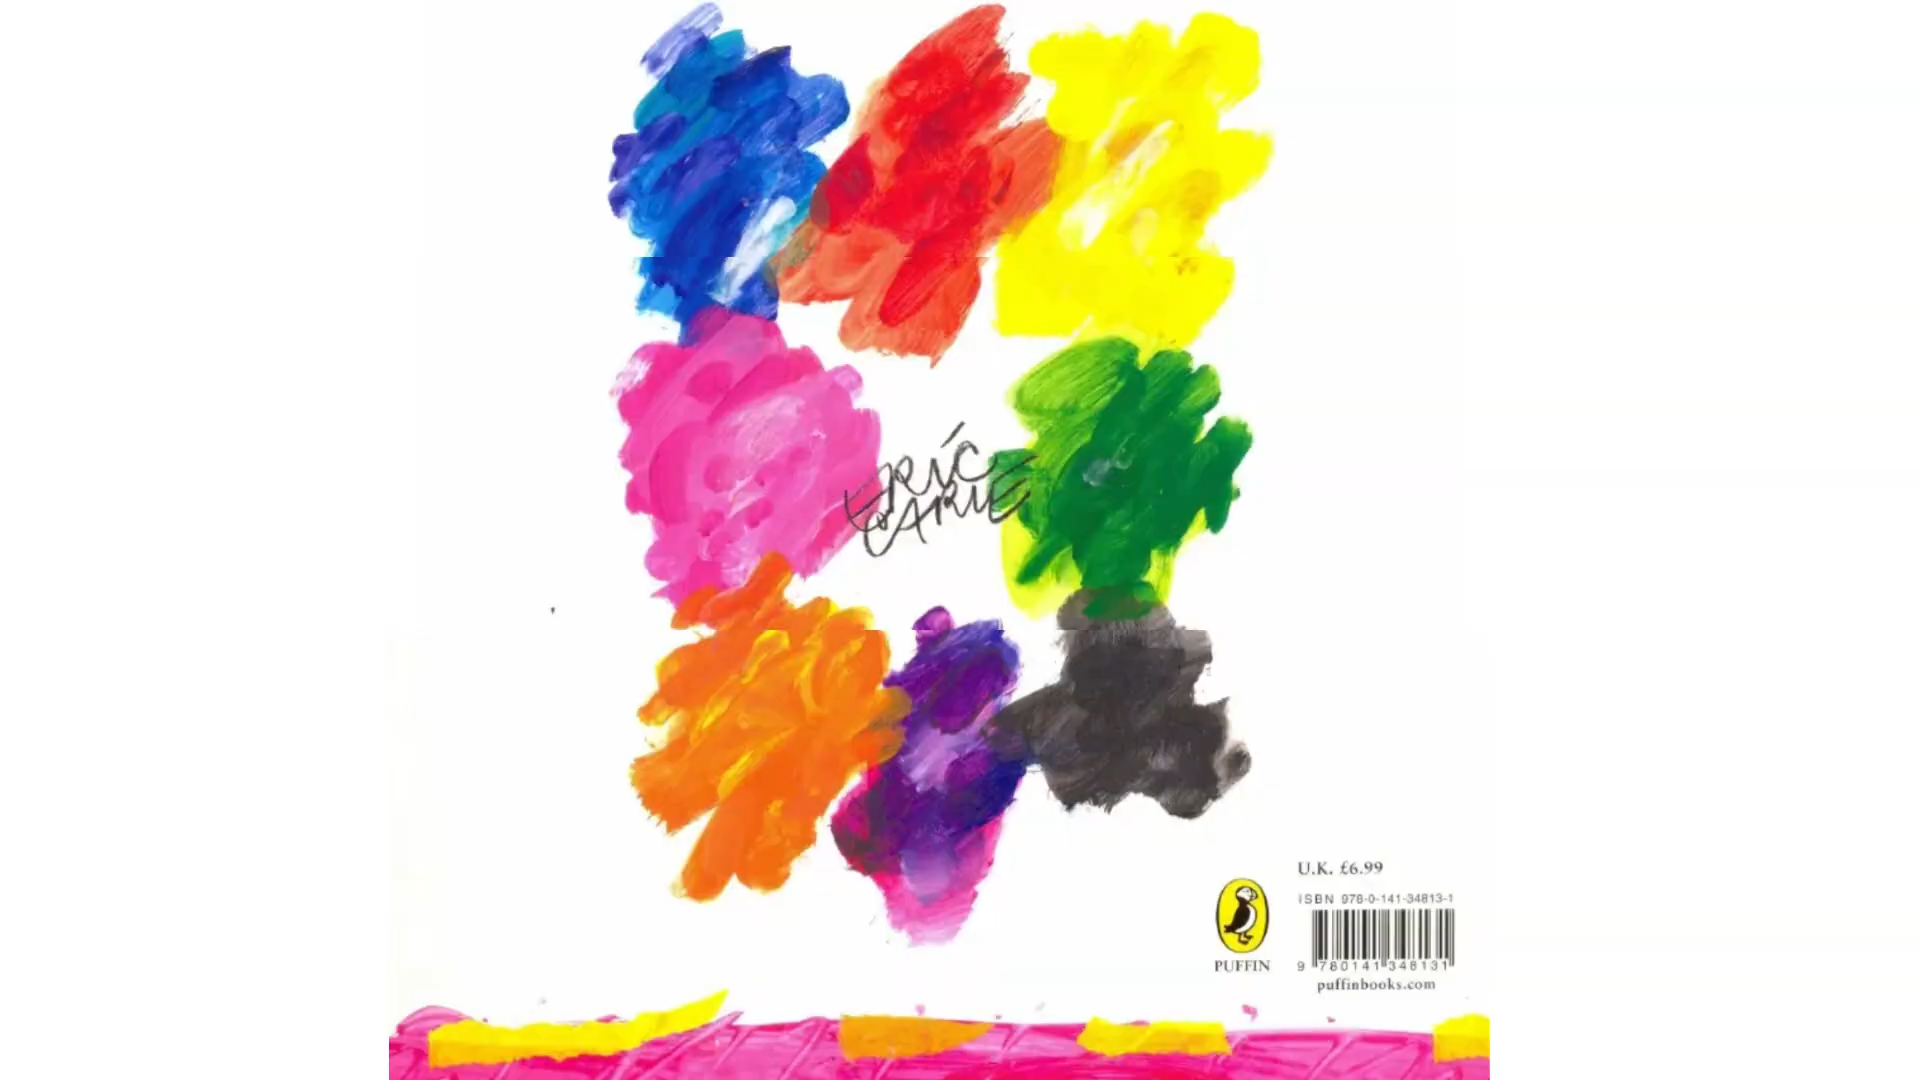 ERIC
CARLE
U.K. £6.99
ISBN 978-0-141-34813-1
9 780141 348131
PUFFIN
puffinbooks.com